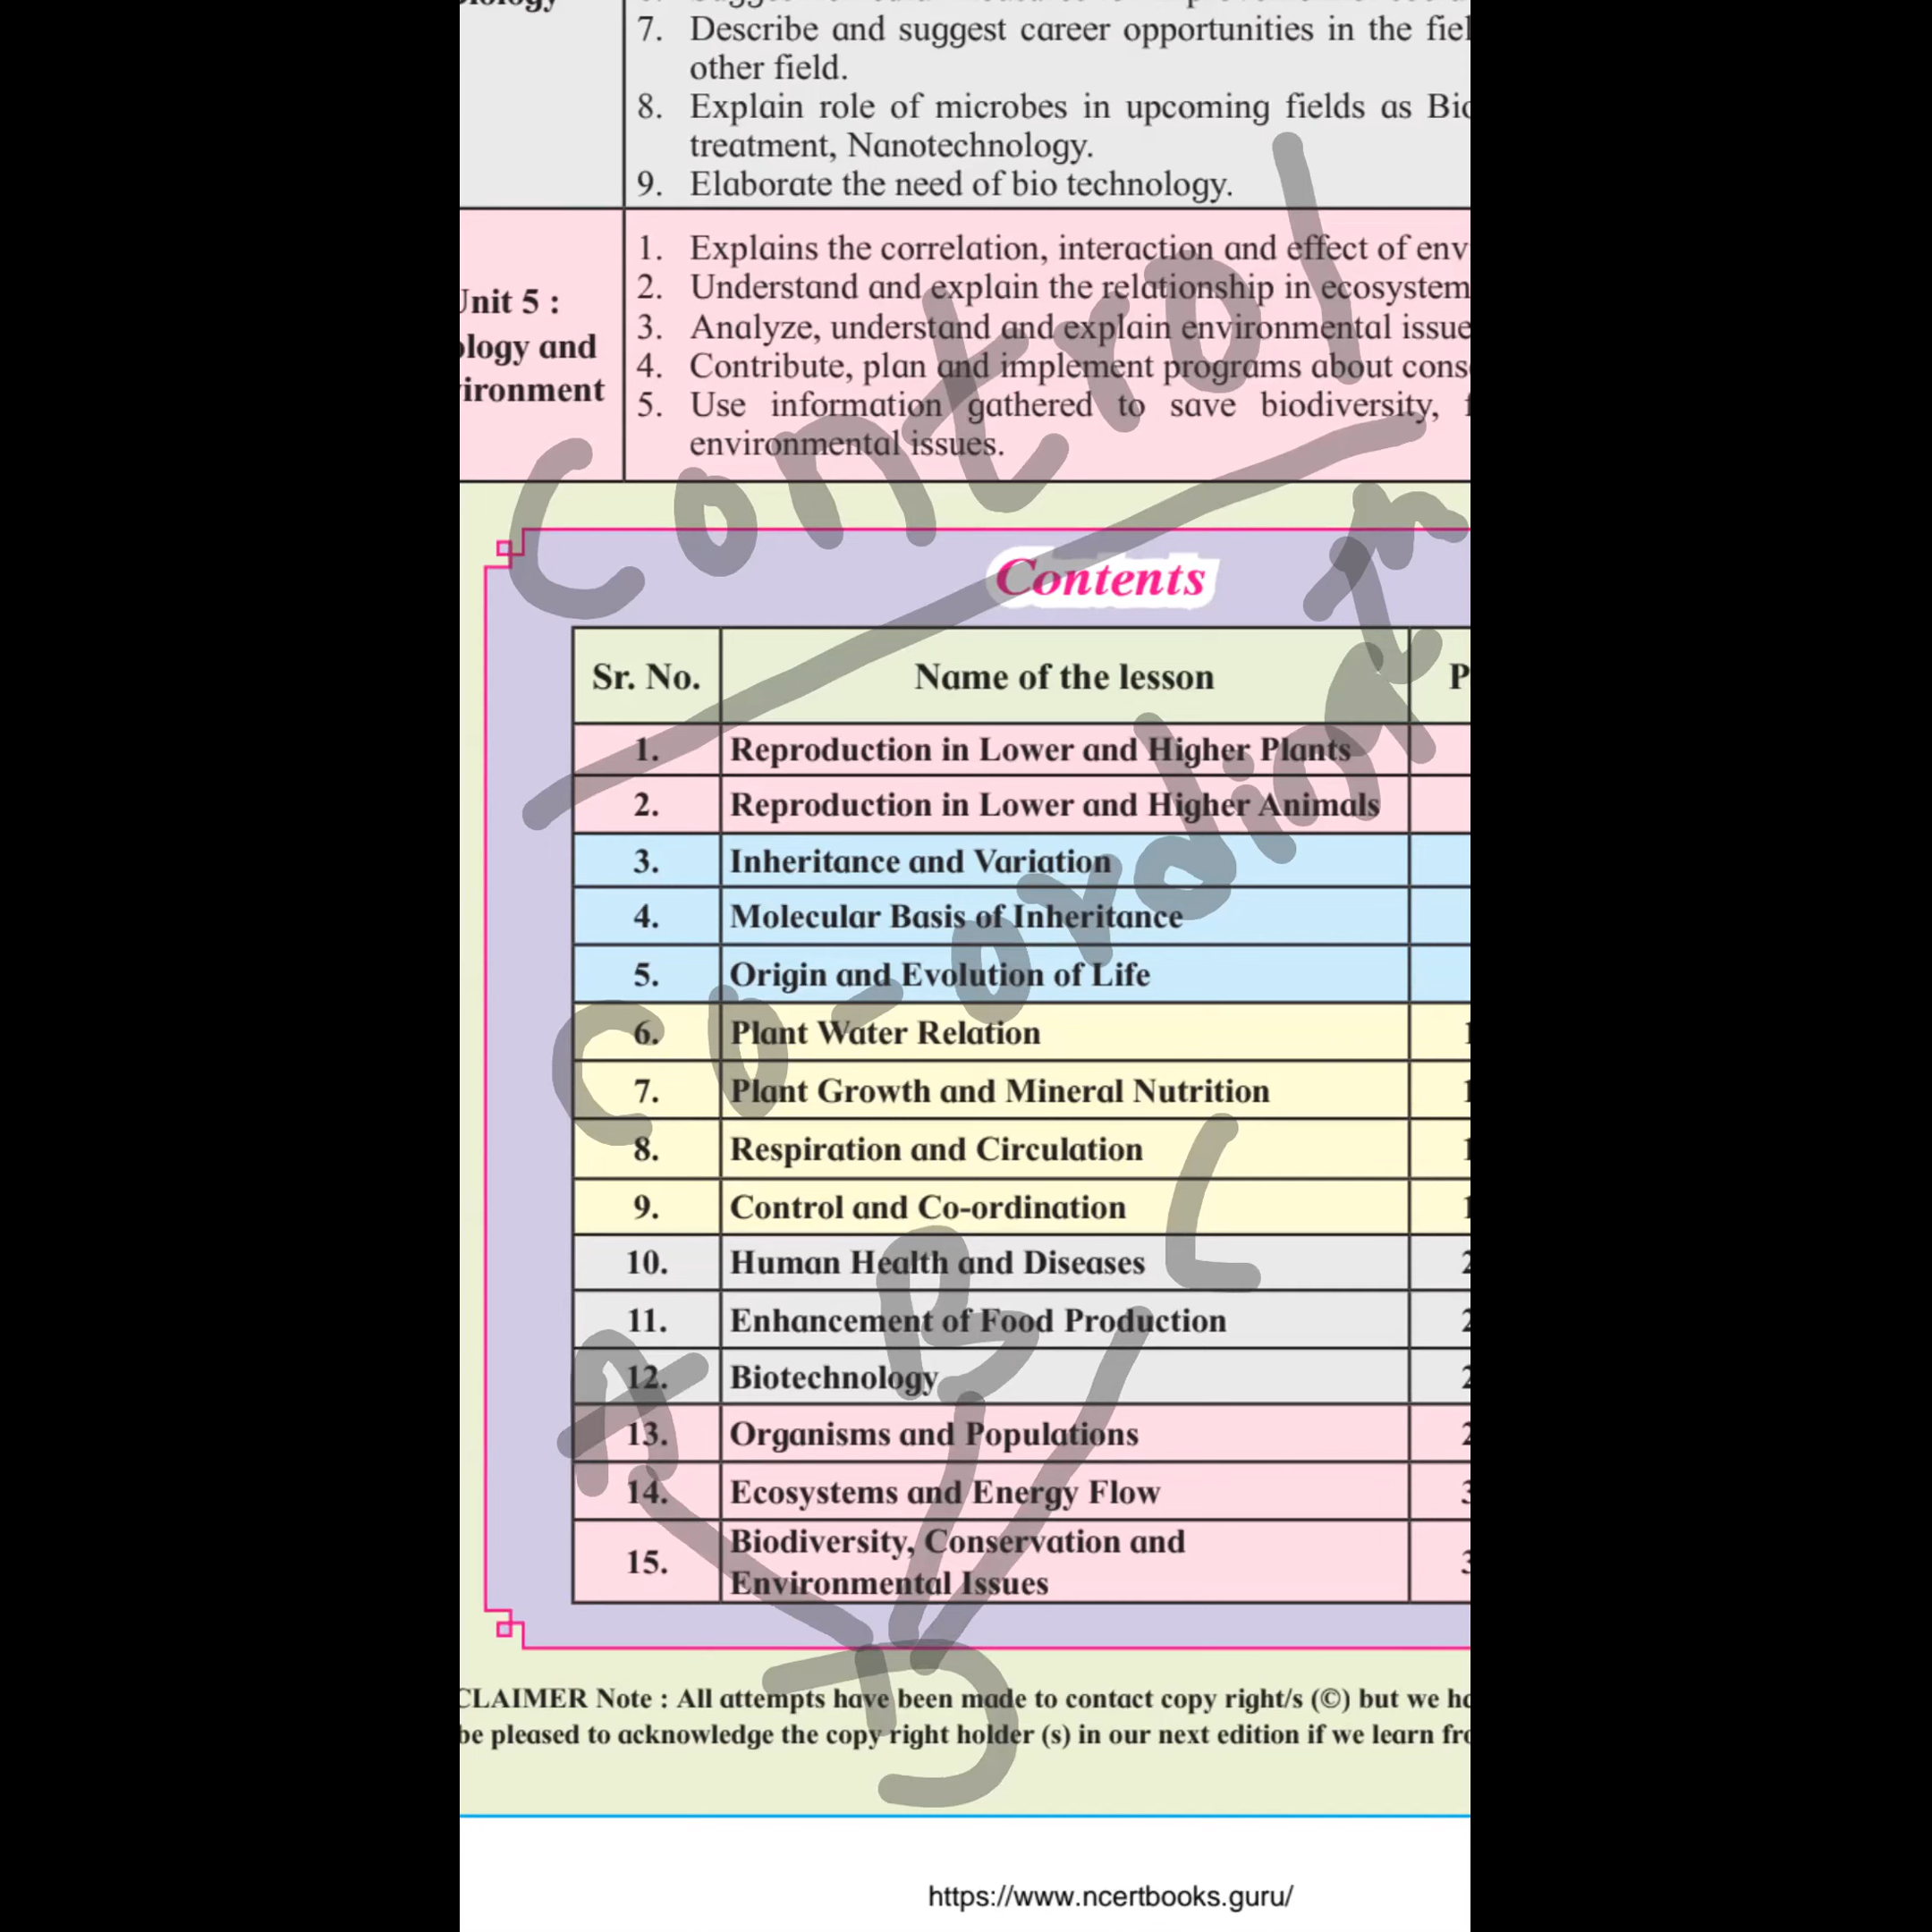 7. Describe and suggest career opportunities in the
other field.
8. Explain role of microbes in upcoming fields as
treatment, Nanotechnology.
9. Elaborate the need of bio technology.
Unit 5 :
and
1. Explains the correlation, interaction and effect of
2. Understand and explain the relationship in ecosystem
3. Analyze, understand and explain environmental
4. Contribute, plan and implement programs about
5. Use information gathered to save biodiversity,
environmental issues.
Control
Co-ordinatn
Contents
Sr. No. Name of the lesson P
1. Reproduction in Lower and Higher Plants
2. Reproduction in Lower and Higher Animals
3. Inheritance and Variation
4. Molecular Basis of Inheritance
5. Origin and Evolution of Life
6. Plant Water Relation
7. Plant Growth and Mineral Nutrition
8. Respiration and Circulation
9. Control and Co-ordination
10. Human Health and Diseases
11. Enhancement of Food Production
12. Biotechnology
13. Organisms and Populations
14. Ecosystems and Energy Flow
15. Biodiversity, Conservation and
Environmental Issues
A B C
D
CLAIMER Note : All attempts have been made to contact copy right/s (©) but we
be pleased to acknowledge the copy right holder (s) in our next edition if we learn
https://www.ncertbooks.guru/